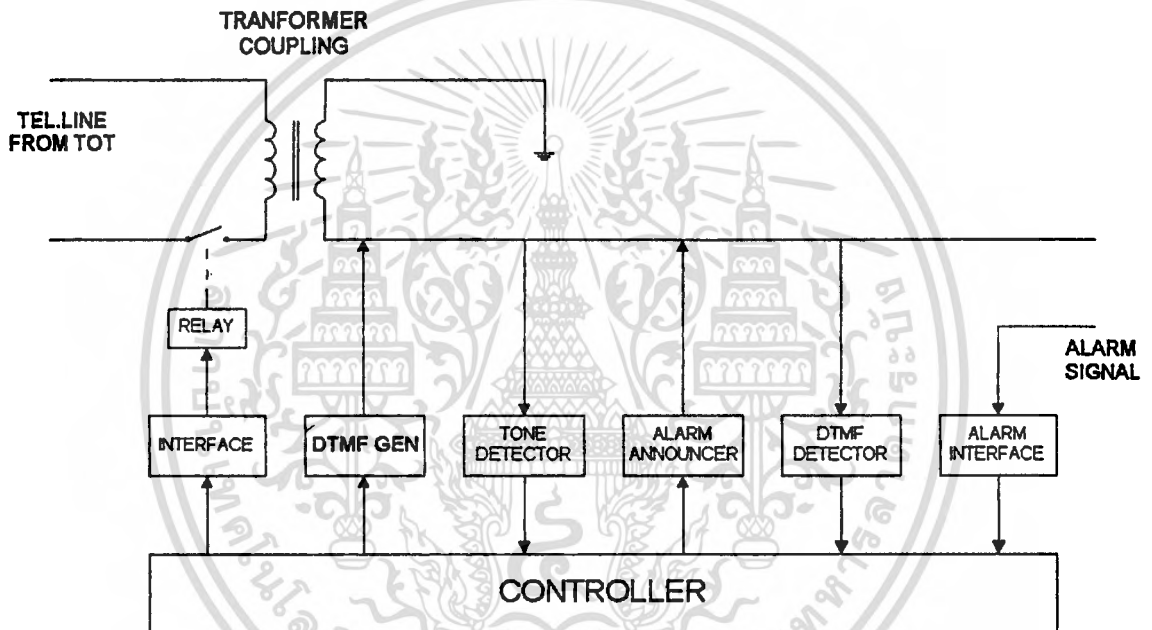 TRANFORMER
COUPLING
TEL.LINE
FROM TOT
RELAY
ALARM
SIGNAL
INTERFACE
DTMF GEN
TONE
DETECTOR
ALARM
ANNOUNCER
DTMF
DETECTOR
ALARM
INTERFACE
CONTROLLER